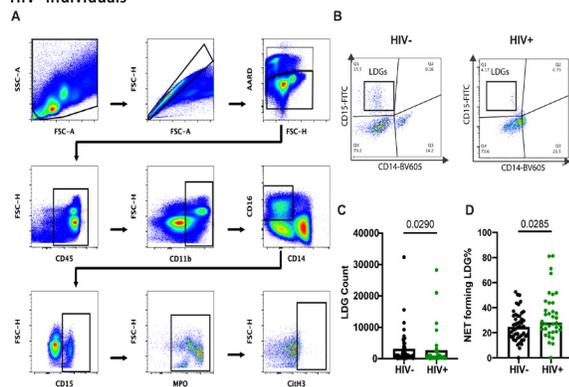 HIV- individuals
A
B
HIV-
HIV+
SSC-A
FSC-A
FSC-H
FSC-A
AARD
FSC-H
CD15-FITC
LDGs
CD14-BV605
CD15-FITC
LDGs
CD14-BV605
FSC-H
CD45
FSC-H
CD11b
CD16
CD14
FSC-H
CD15
FSC-H
MPO
FSC-H
CitH3
C
0.0290
LDG Count
40000
30000
20000
10000
0
HIV-
HIV+
D
0.0285
NET forming LDG%
100
80
60
40
20
0
HIV-
HIV+